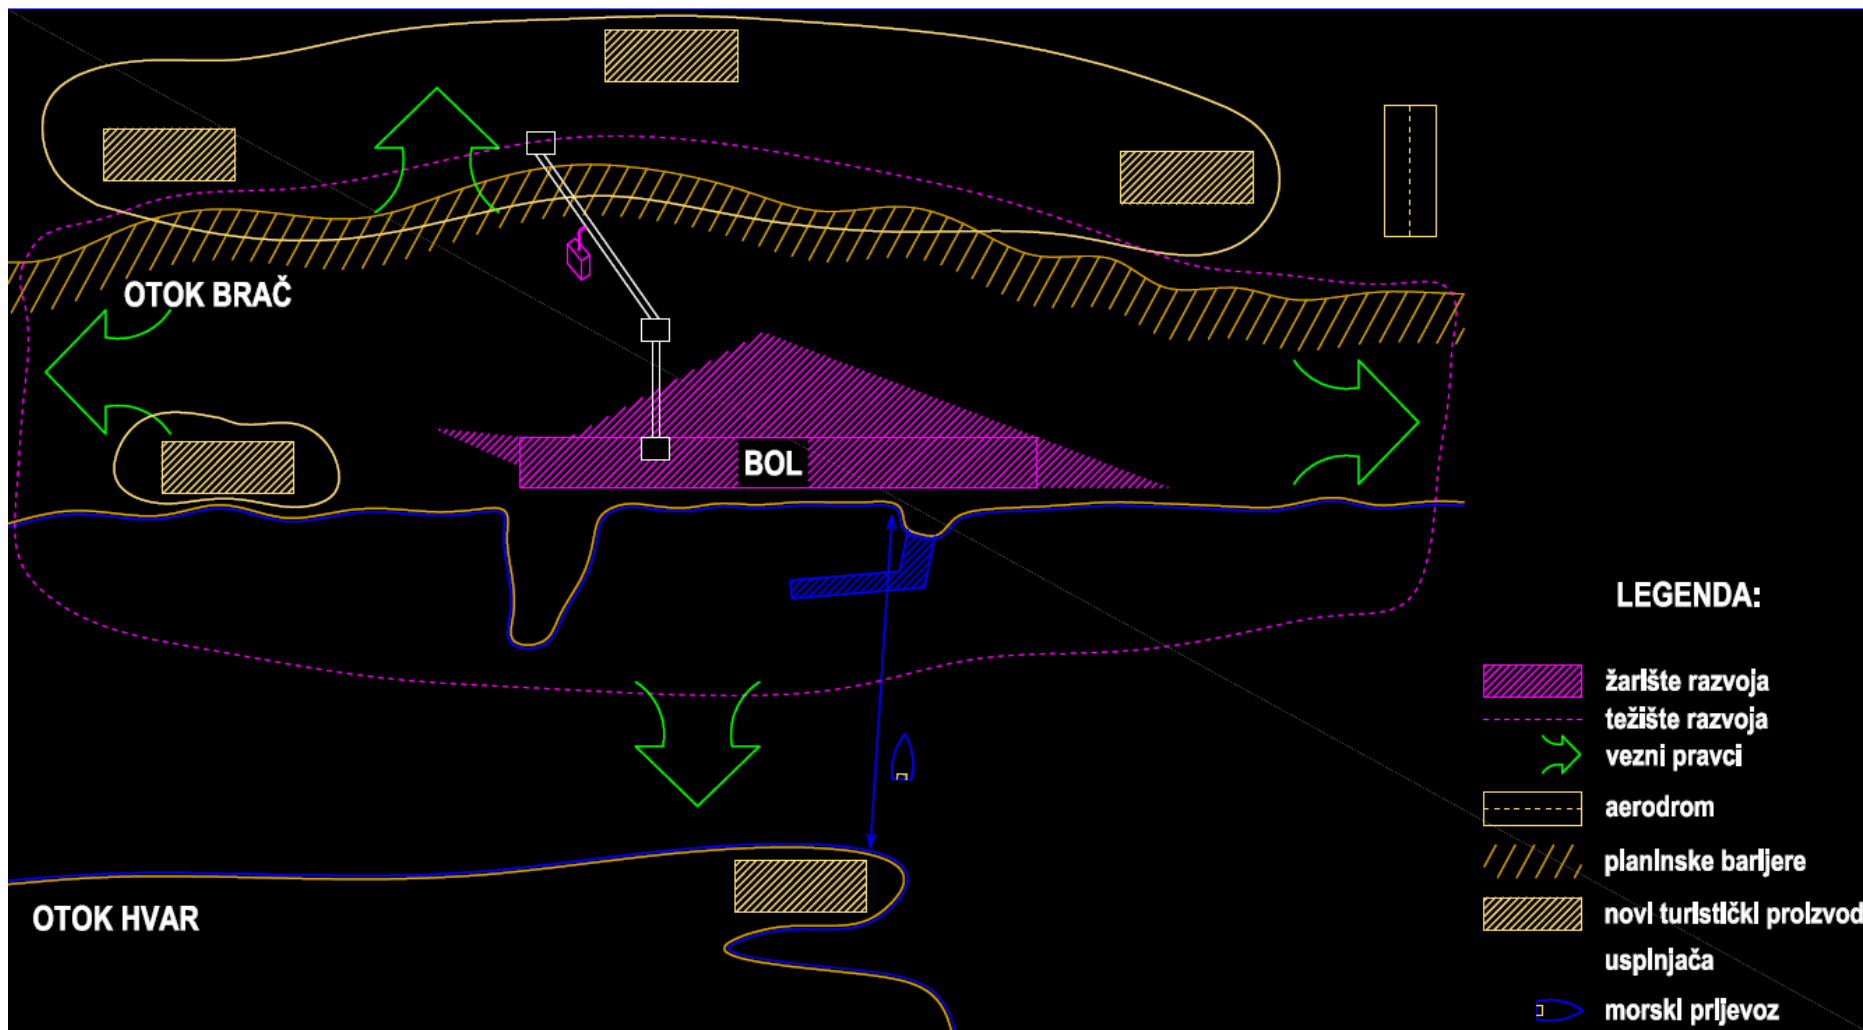 OTOK BRAČ
BOL
OTOK HVAR
LEGENDA:
žarište razvoja
težište razvoja
vezni pravci
aerodrom
planinske barijere
novi turistički proizvod
uspinjača
morski prijevoz